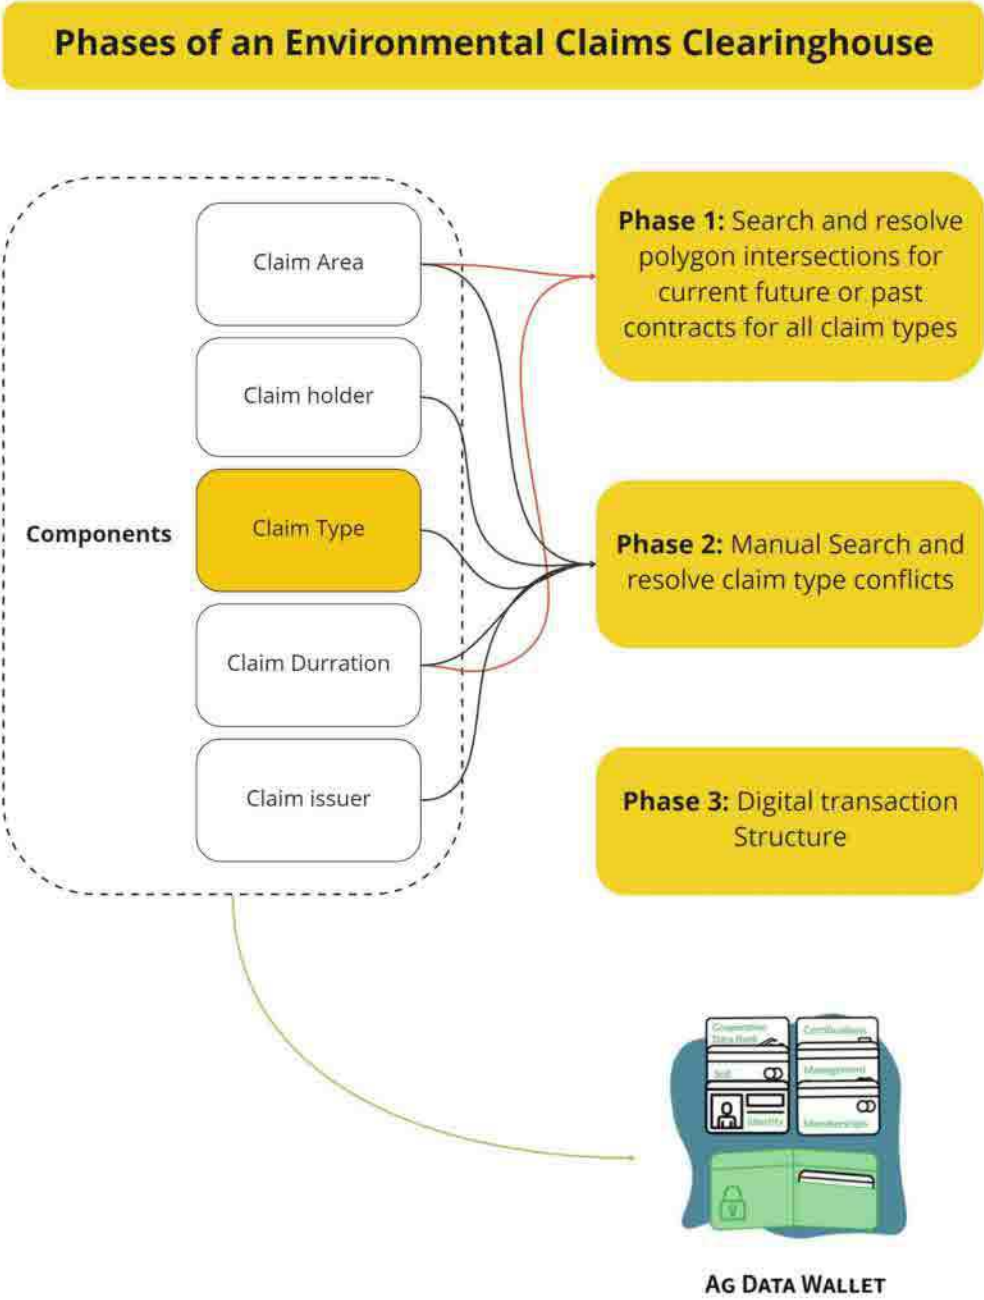 Phases of an Environmental Claims Clearinghouse
Claim Area
Claim holder
Components
Claim Type
Claim Durration
Claim issuer
Phase 1: Search and resolve
polygon intersections for
current future or past
contracts for all claim types
Phase 2: Manual Search and
resolve claim type conflicts
Phase 3: Digital transaction
Structure
Cooperative
Data Bank
Soil
Identity
Certifications
Management
Memberships
AG DATA WALLET